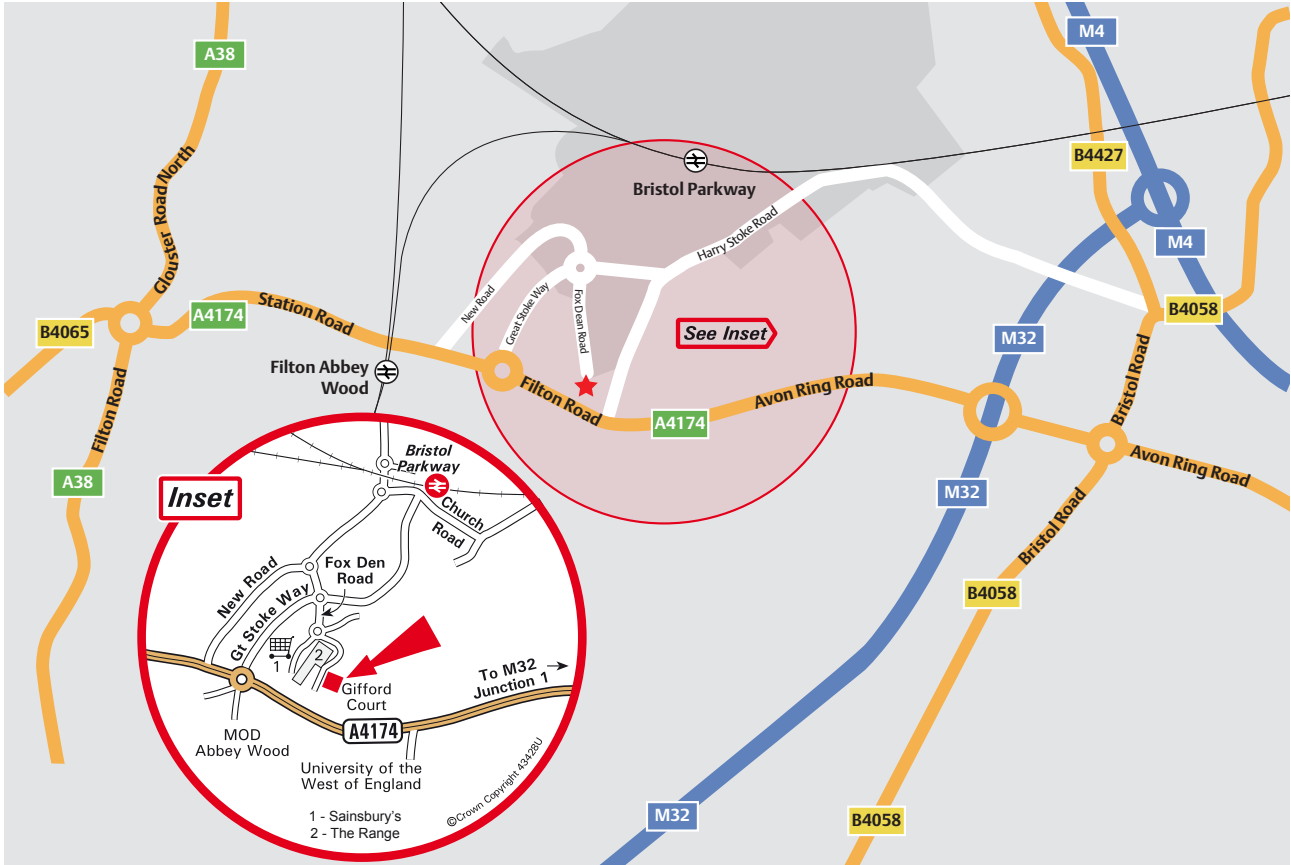 M4
A38
B4427
Bristol Parkway
Glouster Road North
Harry Stoke Road
M4
New Road
Great Stoke Way
Fox Dean Road
B4065
A4174
Station Road
See Inset
B4058
M32
Filton Abbey
Wood
Filton Road
Filton Road
A4174
Avon Ring Road
Bristol Road
Avon Ring Road
A38
M32
Bristol Road
B4058
M32
B4058
Inset
Bristol
Parkway
Church
Road
New Road
Fox Den
Road
Gt Stoke Way
1
2
Gifford
Court
To M32
Junction 1
A4174
MOD
Abbey Wood
University of the
West of England
©Crown Copyright 43428U
1 - Sainsbury's
2 - The Range